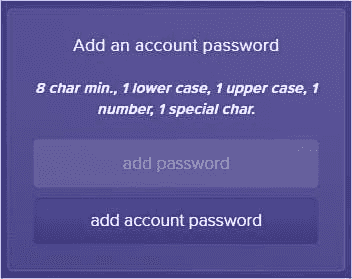 Add an account password
8 char min., 1 lower case, 1 upper case, 1
number, 1 special char.
add password
add account password